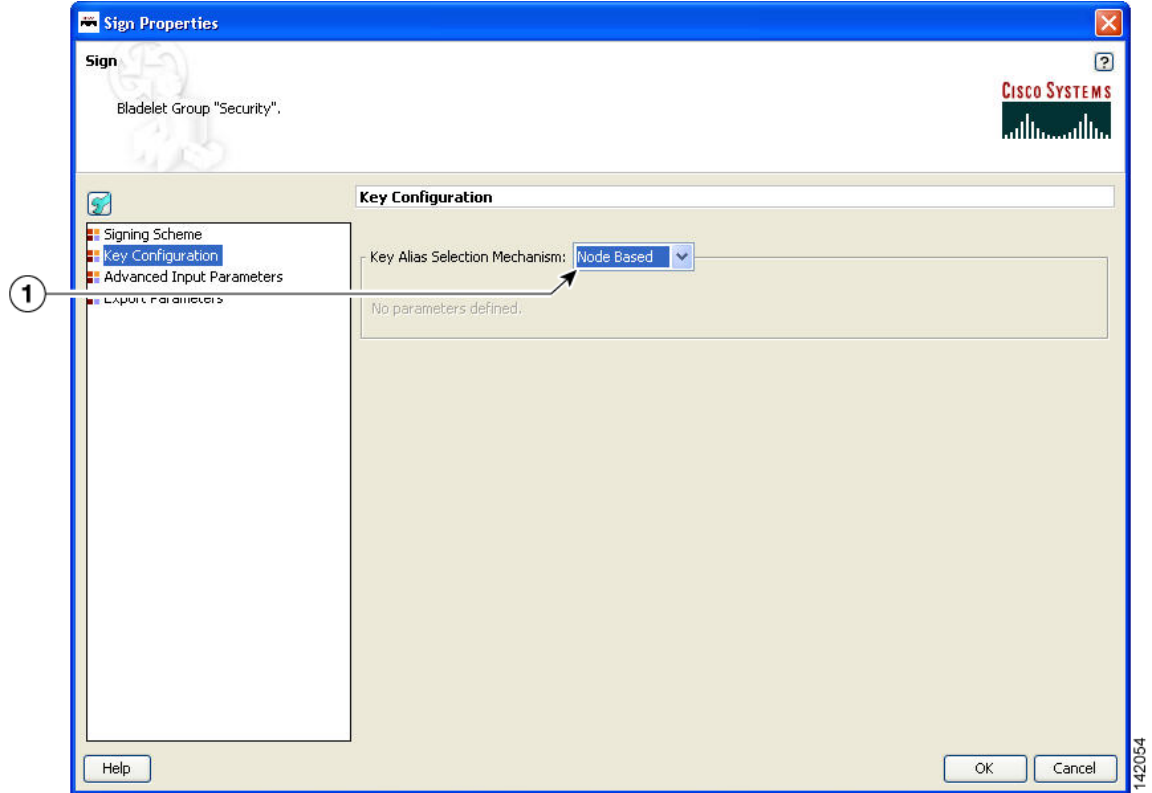 Sign Properties
Sign
?
Bladelet Group "Security".
CISCO SYSTEMS
Key Configuration
Signing Scheme
Key Configuration
Advanced Input Parameters
Export Parameters
Key Alias Selection Mechanism: Node Based
No parameters defined.
1
Help
OK
Cancel
142054